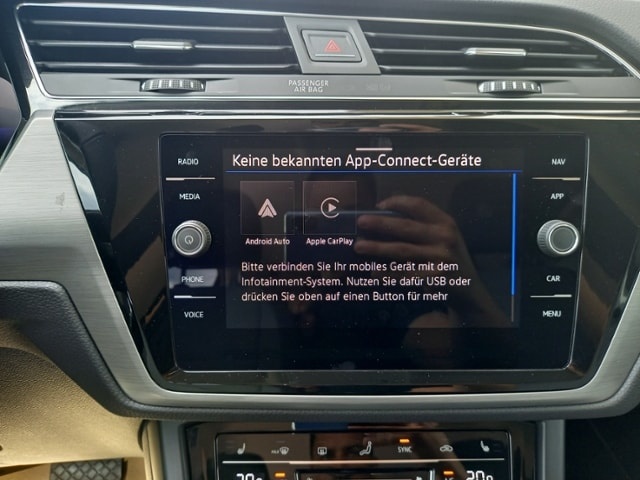 PASSENGER
AIR BAG
RADIO
Keine bekannten App-Connect-Geräte
NAV
MEDIA
APP
Android Auto
Apple CarPlay
PHONE
Bitte verbinden Sie Ihr mobiles Gerät mit dem
Infotainment-System. Nutzen Sie dafür USB oder
drücken Sie oben auf einen Button für mehr
CAR
VOICE
MENU
SYNC